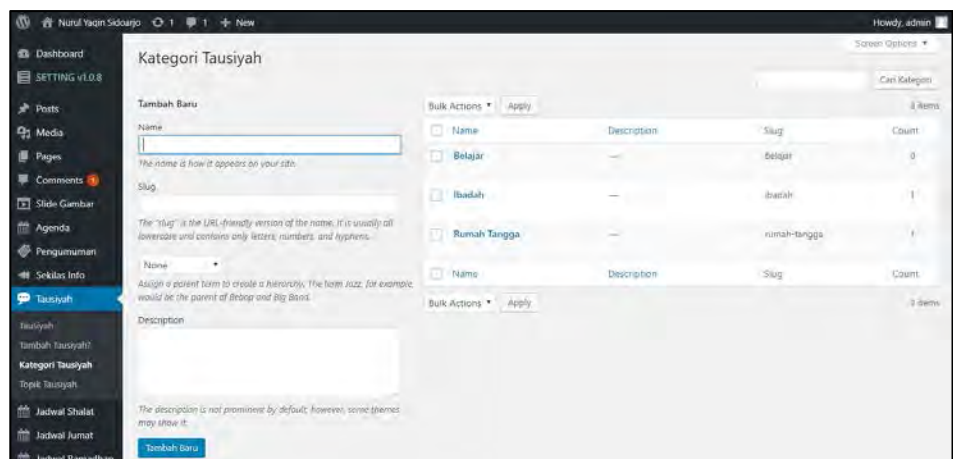 Nurul Yaqin Sidoarjo 1 1 + New
Howdy, admin
Screen Options ▼
Dashboard
SETTING v1.0.8
Posts
Media
Pages
Comments 1
Slide Gambar
Agenda
Pengumuman
Sekilas Info
Tausiyah
Tausiyah
Tambah Tausiyah?
Kategori Tausiyah
Topik Tausiyah
Jadwal Shalat
Jadwal Jumat
Jadwal Ramadhan
Kategori Tausiyah
Cari Kategori
Tambah Baru
Name
The name is how it appears on your site.
Slug
The "slug" is the URL-friendly version of the name. It is usually all
lowercase and contains only letters, numbers, and hyphens.
None
Assign a parent term to create a hierarchy. The term Jazz, for example,
would be the parent of Bebop and Big Band.
Description
The description is not prominent by default; however, some themes
may show it.
Tambah Baru
Bulk Actions ▼ Apply
3 items
Name Description Slug Count
Belajar — belajar 0
Ibadah — ibadah 1
Rumah Tangga — rumah-tangga 1
Name Description Slug Count
Bulk Actions ▼ Apply
3 items